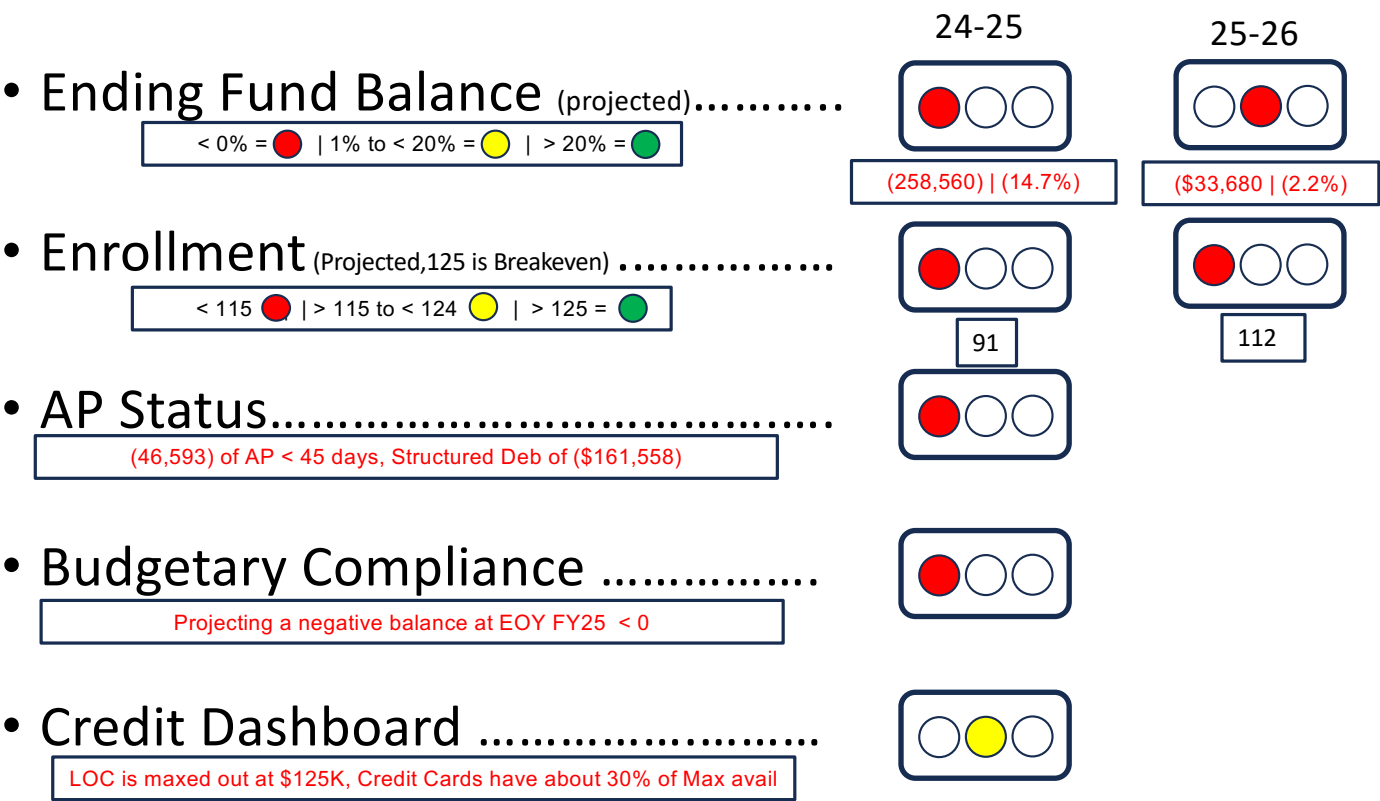 24-25
25-26
• Ending Fund Balance (projected)...........
< 0% = | 1% to < 20% = | > 20% =
(258,560) | (14.7%)
($33,680 | (2.2%)
• Enrollment (Projected,125 is Breakeven) ................
< 115 | > 115 to < 124 | > 125 =
91
112
• AP Status..........................................
(46,593) of AP < 45 days, Structured Deb of ($161,558)
• Budgetary Compliance ................
Projecting a negative balance at EOY FY25 < 0
• Credit Dashboard .........................
LOC is maxed out at $125K, Credit Cards have about 30% of Max avail